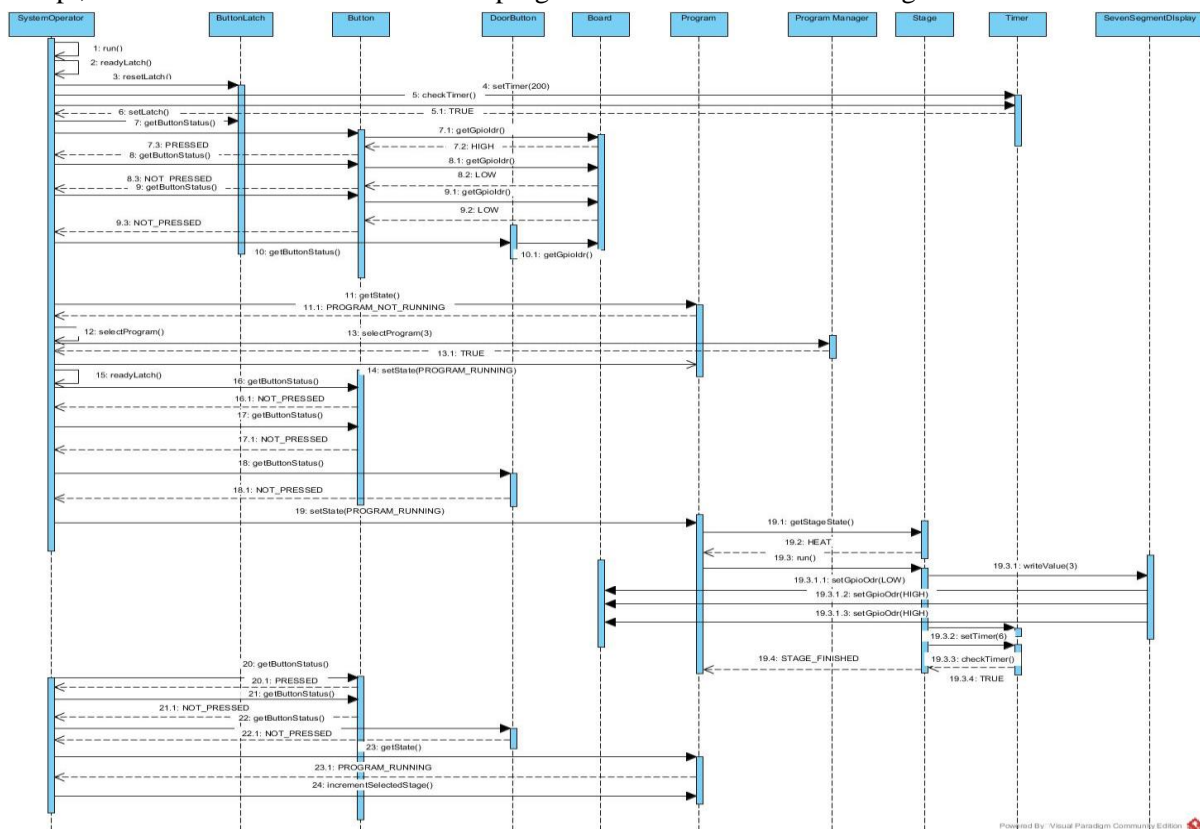 SystemOperator ButtonLatch Button DoorButton Board Program Program Manager Stage Timer SevenSegmentDIsplay
1: run()
2: readyLatch()
3: resetLatch()
4: setTimer(200)
5: checkTimer()
6: setLatch()
5.1: TRUE
7: getButtonStatus()
7.1: getGpioIdr()
7.2: HIGH
7.3: PRESSED
8: getButtonStatus()
8.1: getGpioIdr()
8.2: LOW
8.3: NOT_PRESSED
9: getButtonStatus()
9.1: getGpioIdr()
9.2: LOW
9.3: NOT_PRESSED
10: getButtonStatus()
10.1: getGpioIdr()
11: getState()
11.1: PROGRAM_NOT_RUNNING
12: selectProgram()
13: selectProgram(3)
13.1: TRUE
14: setState(PROGRAM_RUNNING)
15: readyLatch()
16: getButtonStatus()
16.1: NOT_PRESSED
17: getButtonStatus()
17.1: NOT_PRESSED
18: getButtonStatus()
18.1: NOT_PRESSED
19: setState(PROGRAM_RUNNING)
19.1: getStageState()
19.2: HEAT
19.3: run()
19.3.1: writeValue(3)
19.3.1.1: setGpioOdr(LOW)
19.3.1.2: setGpioOdr(HIGH)
19.3.1.3: setGpioOdr(HIGH)
19.3.2: setTimer(6)
19.3.3: checkTimer()
19.3.4: TRUE
19.4: STAGE_FINISHED
20: getButtonStatus()
20.1: PRESSED
21: getButtonStatus()
21.1: NOT_PRESSED
22: getButtonStatus()
22.1: NOT_PRESSED
23: getState()
23.1: PROGRAM_RUNNING
24: incrementSelectedStage()
Powered By: Visual Paradigm Community Edition